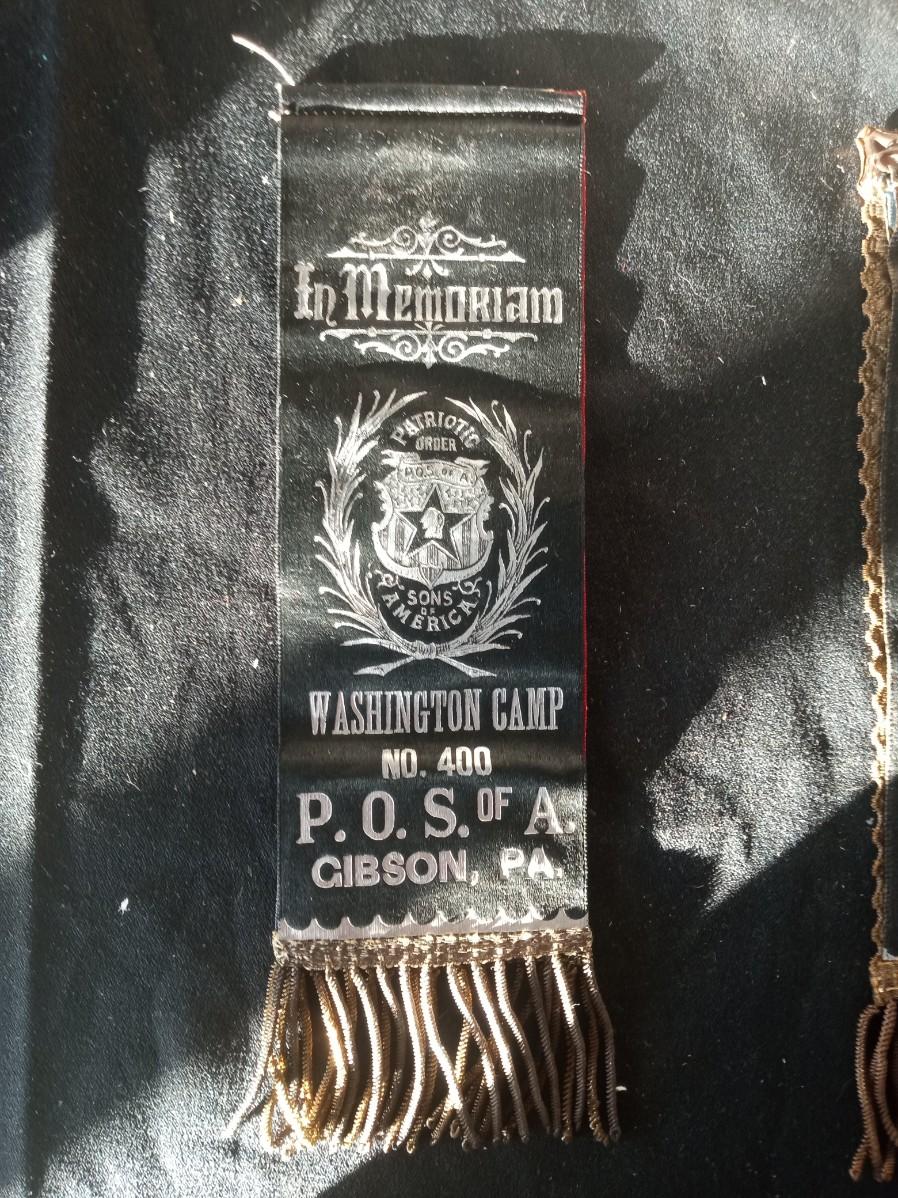 In Memoriam
PATRIOTIC
ORDER
P.O.S. OF A.
SONS
OF
AMERICA
WASHINGTON CAMP
NO. 400
P. O. S. OF A.
GIBSON, PA.